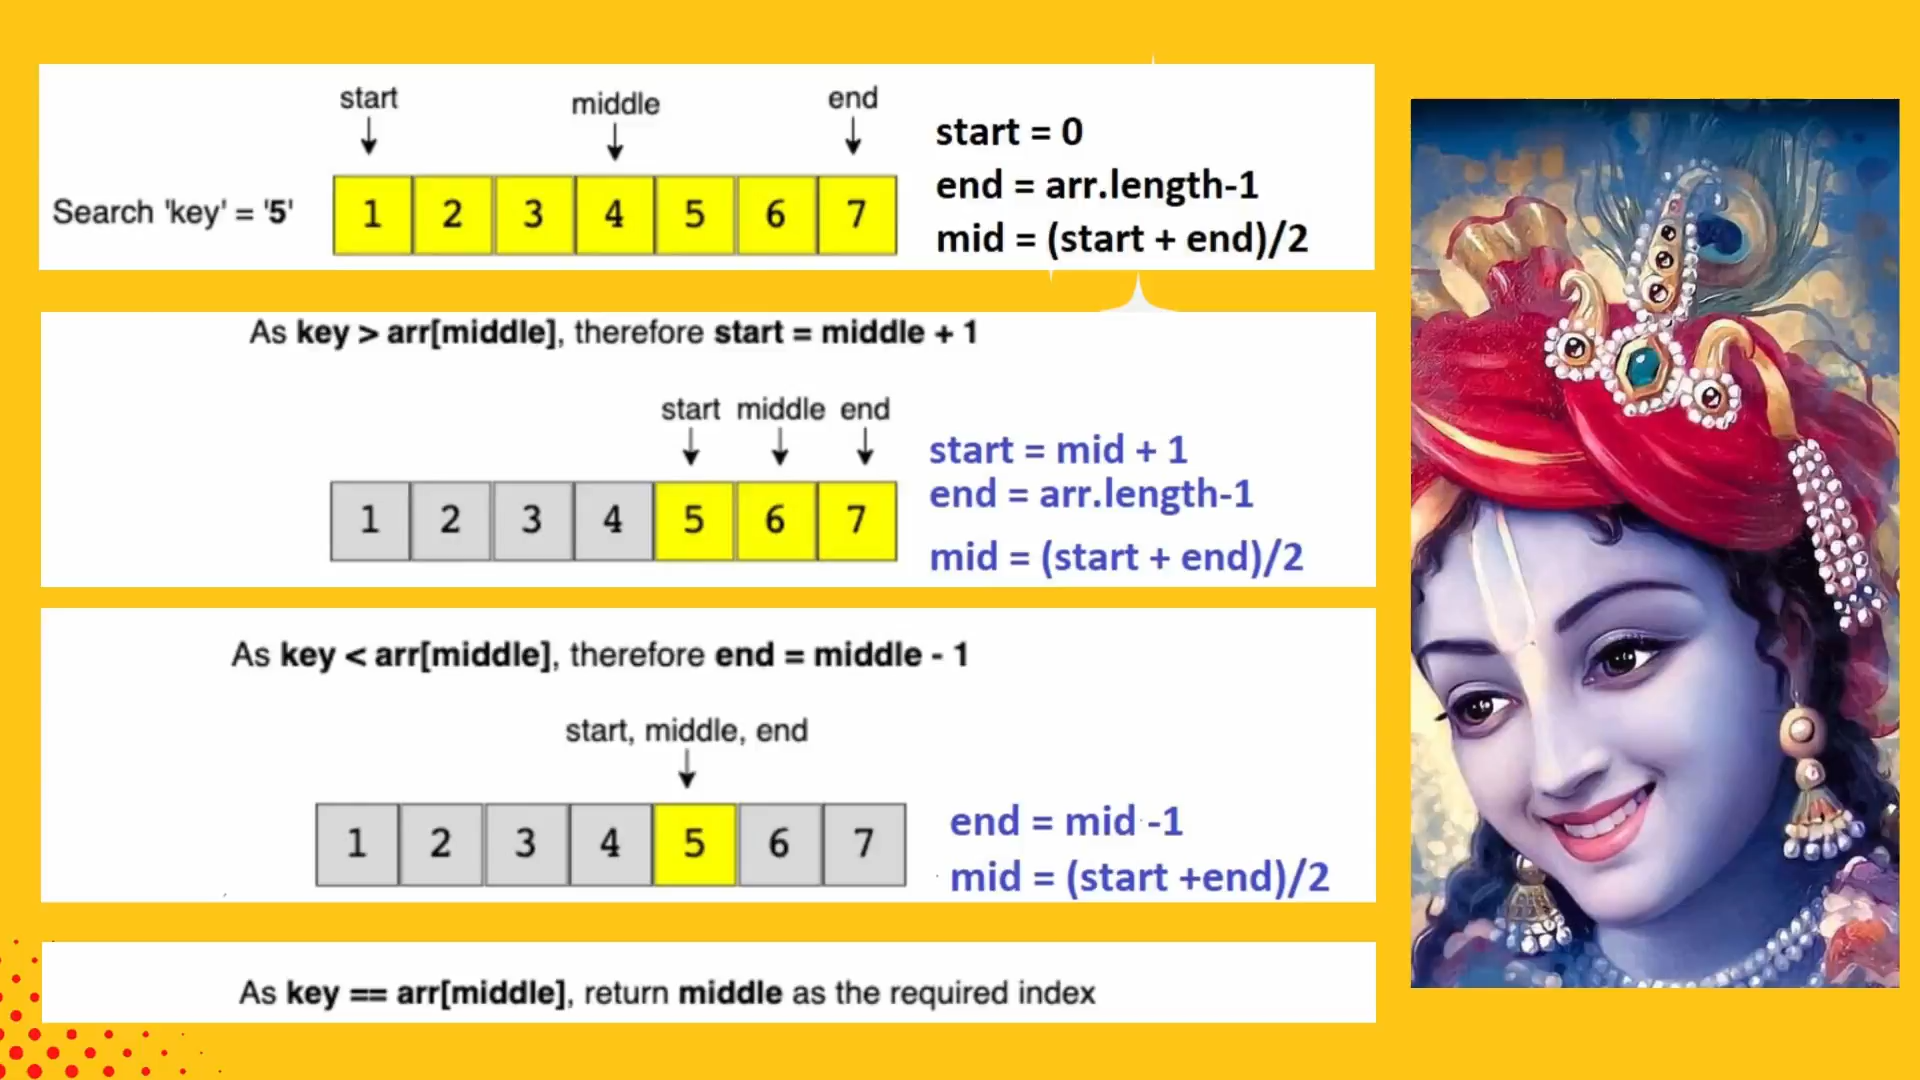 start
middle
end
Search 'key' = '5'
1 2 3 4 5 6 7
start = 0
end = arr.length-1
mid = (start + end)/2
As key > arr[middle], therefore start = middle + 1
start middle end
1 2 3 4 5 6 7
start = mid + 1
end = arr.length-1
mid = (start + end)/2
As key < arr[middle], therefore end = middle - 1
start, middle, end
1 2 3 4 5 6 7
end = mid -1
mid = (start +end)/2
As key == arr[middle], return middle as the required index